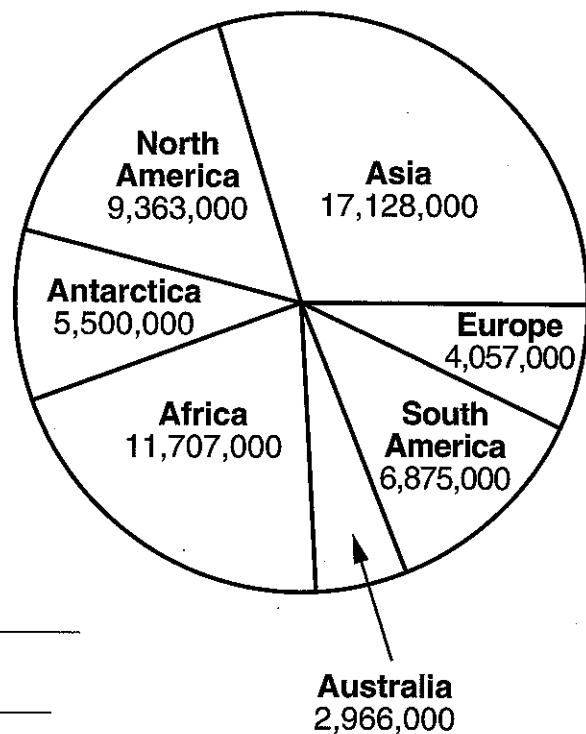 North
America
9,363,000
Asia
17,128,000
Antarctica
5,500,000
Europe
4,057,000
Africa
11,707,000
South
America
6,875,000
Australia
2,966,000